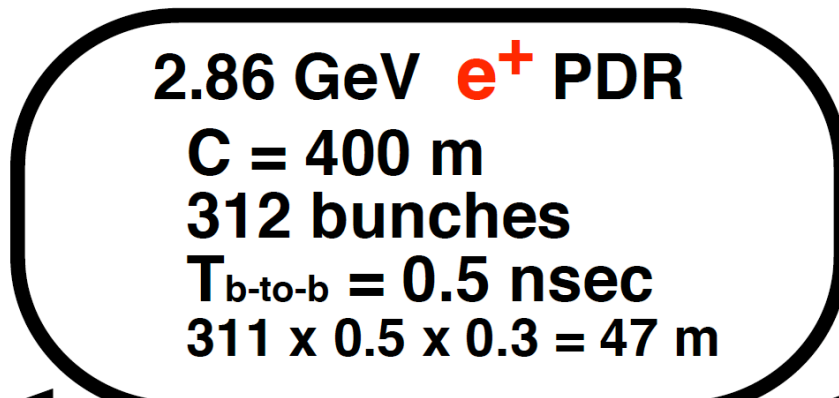 2.86 GeV e+ PDR
C = 400 m
312 bunches
Tb-to-b = 0.5 nsec
311 x 0.5 x 0.3 = 47 m